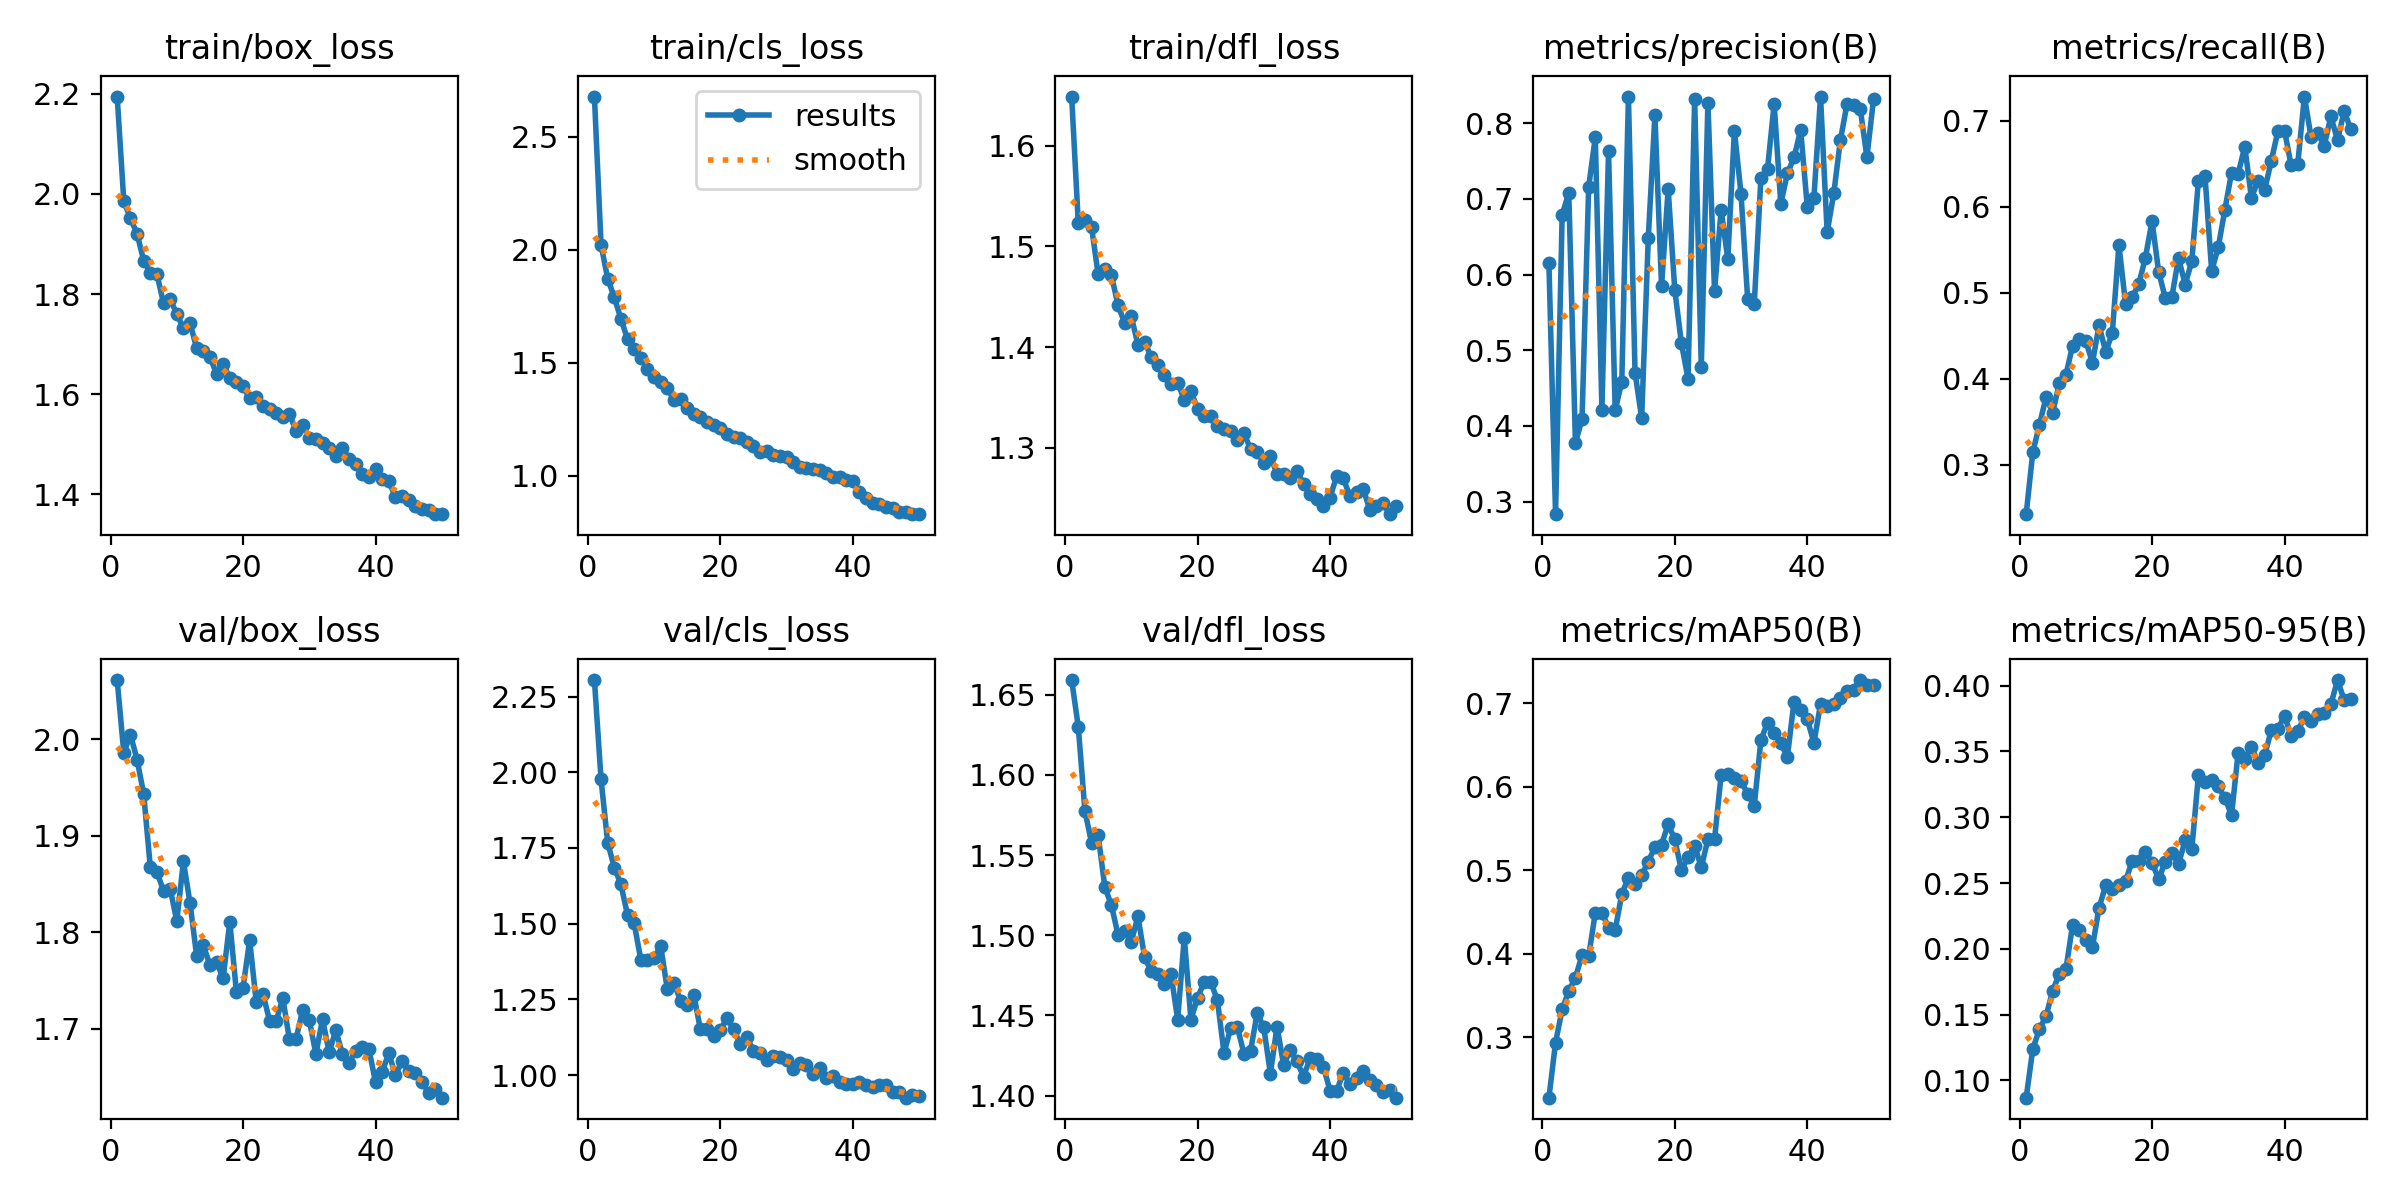 train/box_loss
2.2
2.0
1.8
1.6
1.4
0 20 40
train/cls_loss
results
smooth
2.5
2.0
1.5
1.0
0 20 40
train/dfl_loss
1.6
1.5
1.4
1.3
0 20 40
metrics/precision(B)
0.8
0.7
0.6
0.5
0.4
0.3
0 20 40
metrics/recall(B)
0.7
0.6
0.5
0.4
0.3
0 20 40
val/box_loss
2.0
1.9
1.8
1.7
0 20 40
val/cls_loss
2.25
2.00
1.75
1.50
1.25
1.00
0 20 40
val/dfl_loss
1.65
1.60
1.55
1.50
1.45
1.40
0 20 40
metrics/mAP50(B)
0.7
0.6
0.5
0.4
0.3
0 20 40
metrics/mAP50-95(B)
0.40
0.35
0.30
0.25
0.20
0.15
0.10
0 20 40